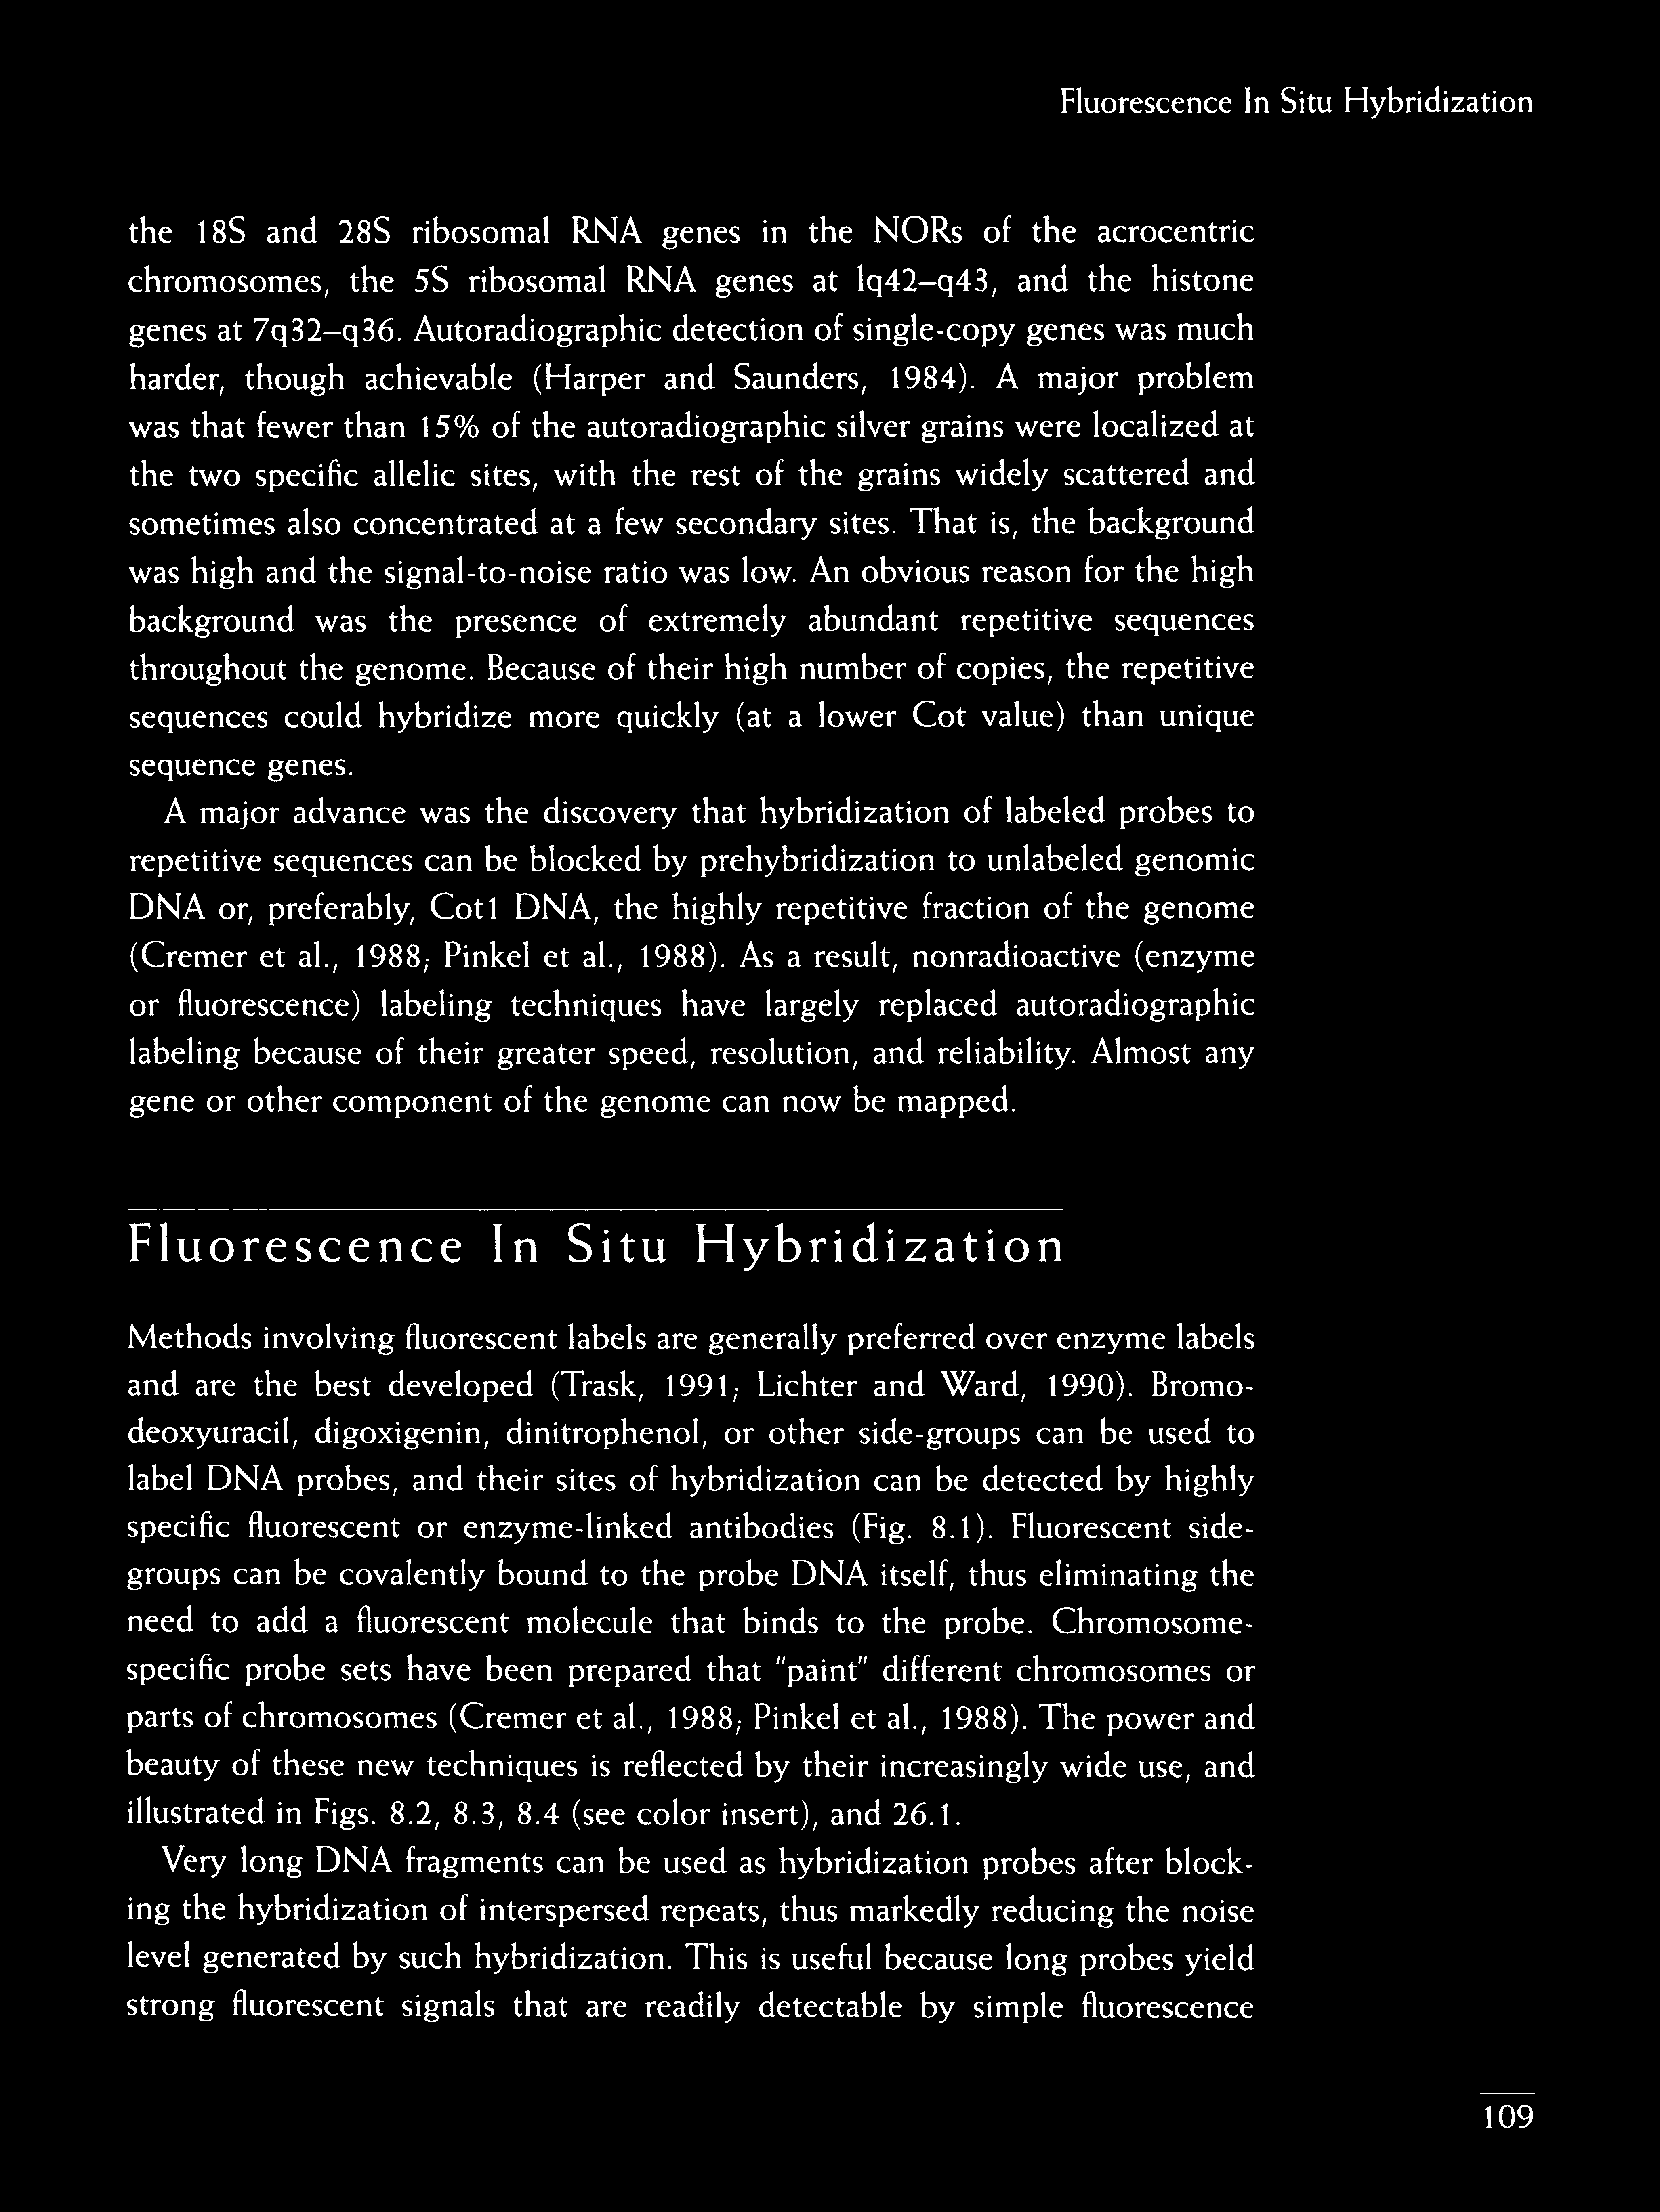 Fluorescence In Situ Hybridization
the 18S and 28S ribosomal RNA genes in the NORs of the acrocentric
chromosomes, the 5S ribosomal RNA genes at lq42–q43, and the histone
genes at 7q32–q36. Autoradiographic detection of single-copy genes was much
harder, though achievable (Harper and Saunders, 1984). A major problem
was that fewer than 15% of the autoradiographic silver grains were localized at
the two specific allelic sites, with the rest of the grains widely scattered and
sometimes also concentrated at a few secondary sites. That is, the background
was high and the signal-to-noise ratio was low. An obvious reason for the high
background was the presence of extremely abundant repetitive sequences
throughout the genome. Because of their high number of copies, the repetitive
sequences could hybridize more quickly (at a lower Cot value) than unique
sequence genes.
A major advance was the discovery that hybridization of labeled probes to
repetitive sequences can be blocked by prehybridization to unlabeled genomic
DNA or, preferably, Cot1 DNA, the highly repetitive fraction of the genome
(Cremer et al., 1988; Pinkel et al., 1988). As a result, nonradioactive (enzyme
or fluorescence) labeling techniques have largely replaced autoradiographic
labeling because of their greater speed, resolution, and reliability. Almost any
gene or other component of the genome can now be mapped.
Fluorescence In Situ Hybridization
Methods involving fluorescent labels are generally preferred over enzyme labels
and are the best developed (Trask, 1991; Lichter and Ward, 1990). Bromo-
deoxyuracil, digoxigenin, dinitrophenol, or other side-groups can be used to
label DNA probes, and their sites of hybridization can be detected by highly
specific fluorescent or enzyme-linked antibodies (Fig. 8.1). Fluorescent side-
groups can be covalently bound to the probe DNA itself, thus eliminating the
need to add a fluorescent molecule that binds to the probe. Chromosome-
specific probe sets have been prepared that "paint" different chromosomes or
parts of chromosomes (Cremer et al., 1988; Pinkel et al., 1988). The power and
beauty of these new techniques is reflected by their increasingly wide use, and
illustrated in Figs. 8.2, 8.3, 8.4 (see color insert), and 26.1.
Very long DNA fragments can be used as hybridization probes after block-
ing the hybridization of interspersed repeats, thus markedly reducing the noise
level generated by such hybridization. This is useful because long probes yield
strong fluorescent signals that are readily detectable by simple fluorescence
109